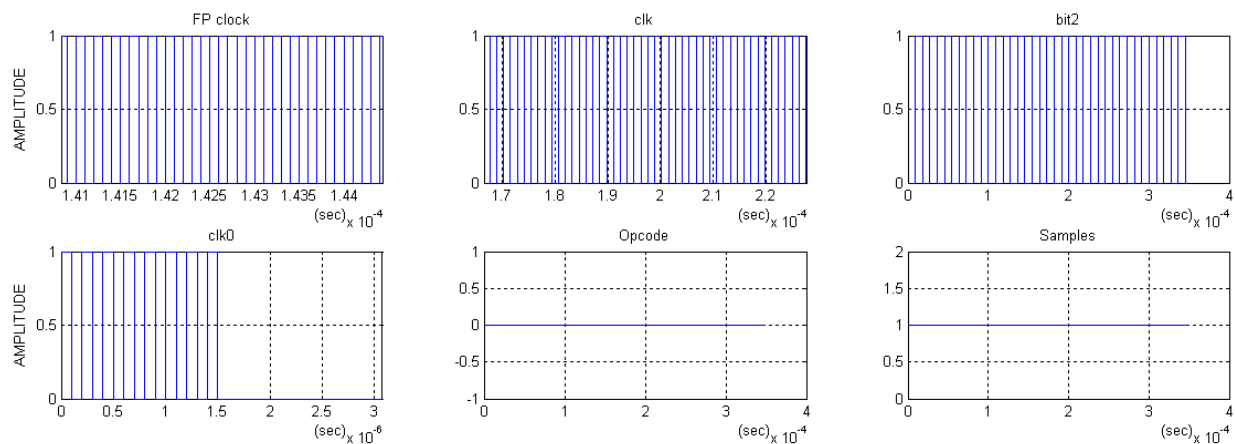 FP clock
AMPLITUDE
1
0.5
0
1.41 1.415 1.42 1.425 1.43 1.435 1.44
(sec) x 10^-4
clk
1
0.5
0
1.7 1.8 1.9 2 2.1 2.2
(sec) x 10^-4
bit2
1
0.5
0
0 1 2 3 4
(sec) x 10^-4
clk0
AMPLITUDE
1
0.5
0
0 0.5 1 1.5 2 2.5 3
(sec) x 10^-6
Opcode
1
0.5
0
-0.5
-1
0 1 2 3 4
(sec) x 10^-4
Samples
2
1.5
1
0.5
0
0 1 2 3 4
(sec) x 10^-4